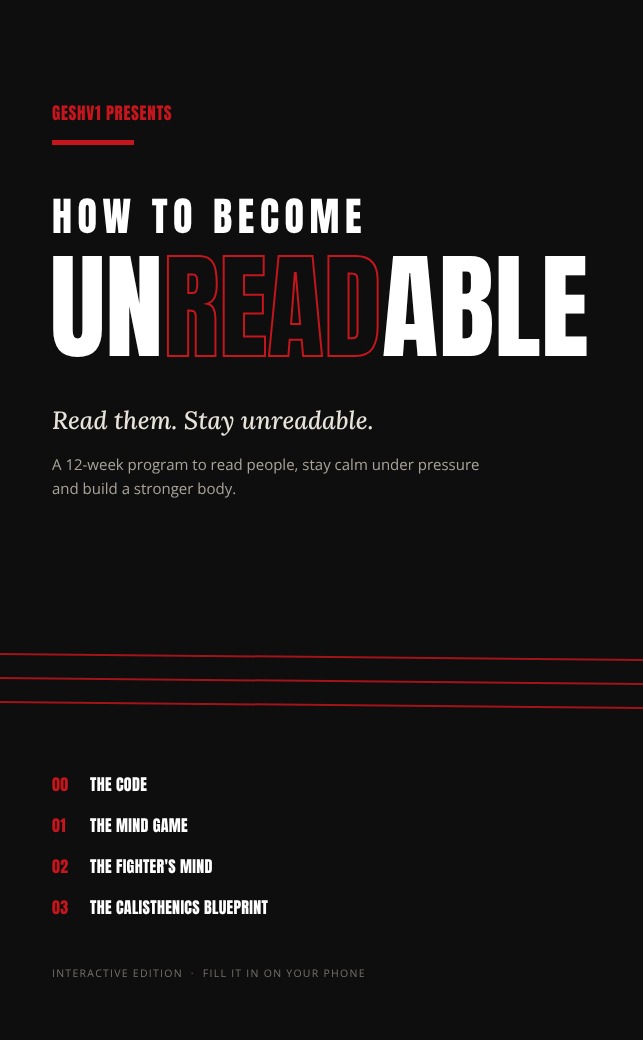 GESHV1 PRESENTS
HOW TO BECOME
UNREADABLE
Read them. Stay unreadable.
A 12-week program to read people, stay calm under pressure
and build a stronger body.
00 THE CODE
01 THE MIND GAME
02 THE FIGHTER'S MIND
03 THE CALISTHENICS BLUEPRINT
INTERACTIVE EDITION · FILL IT IN ON YOUR PHONE